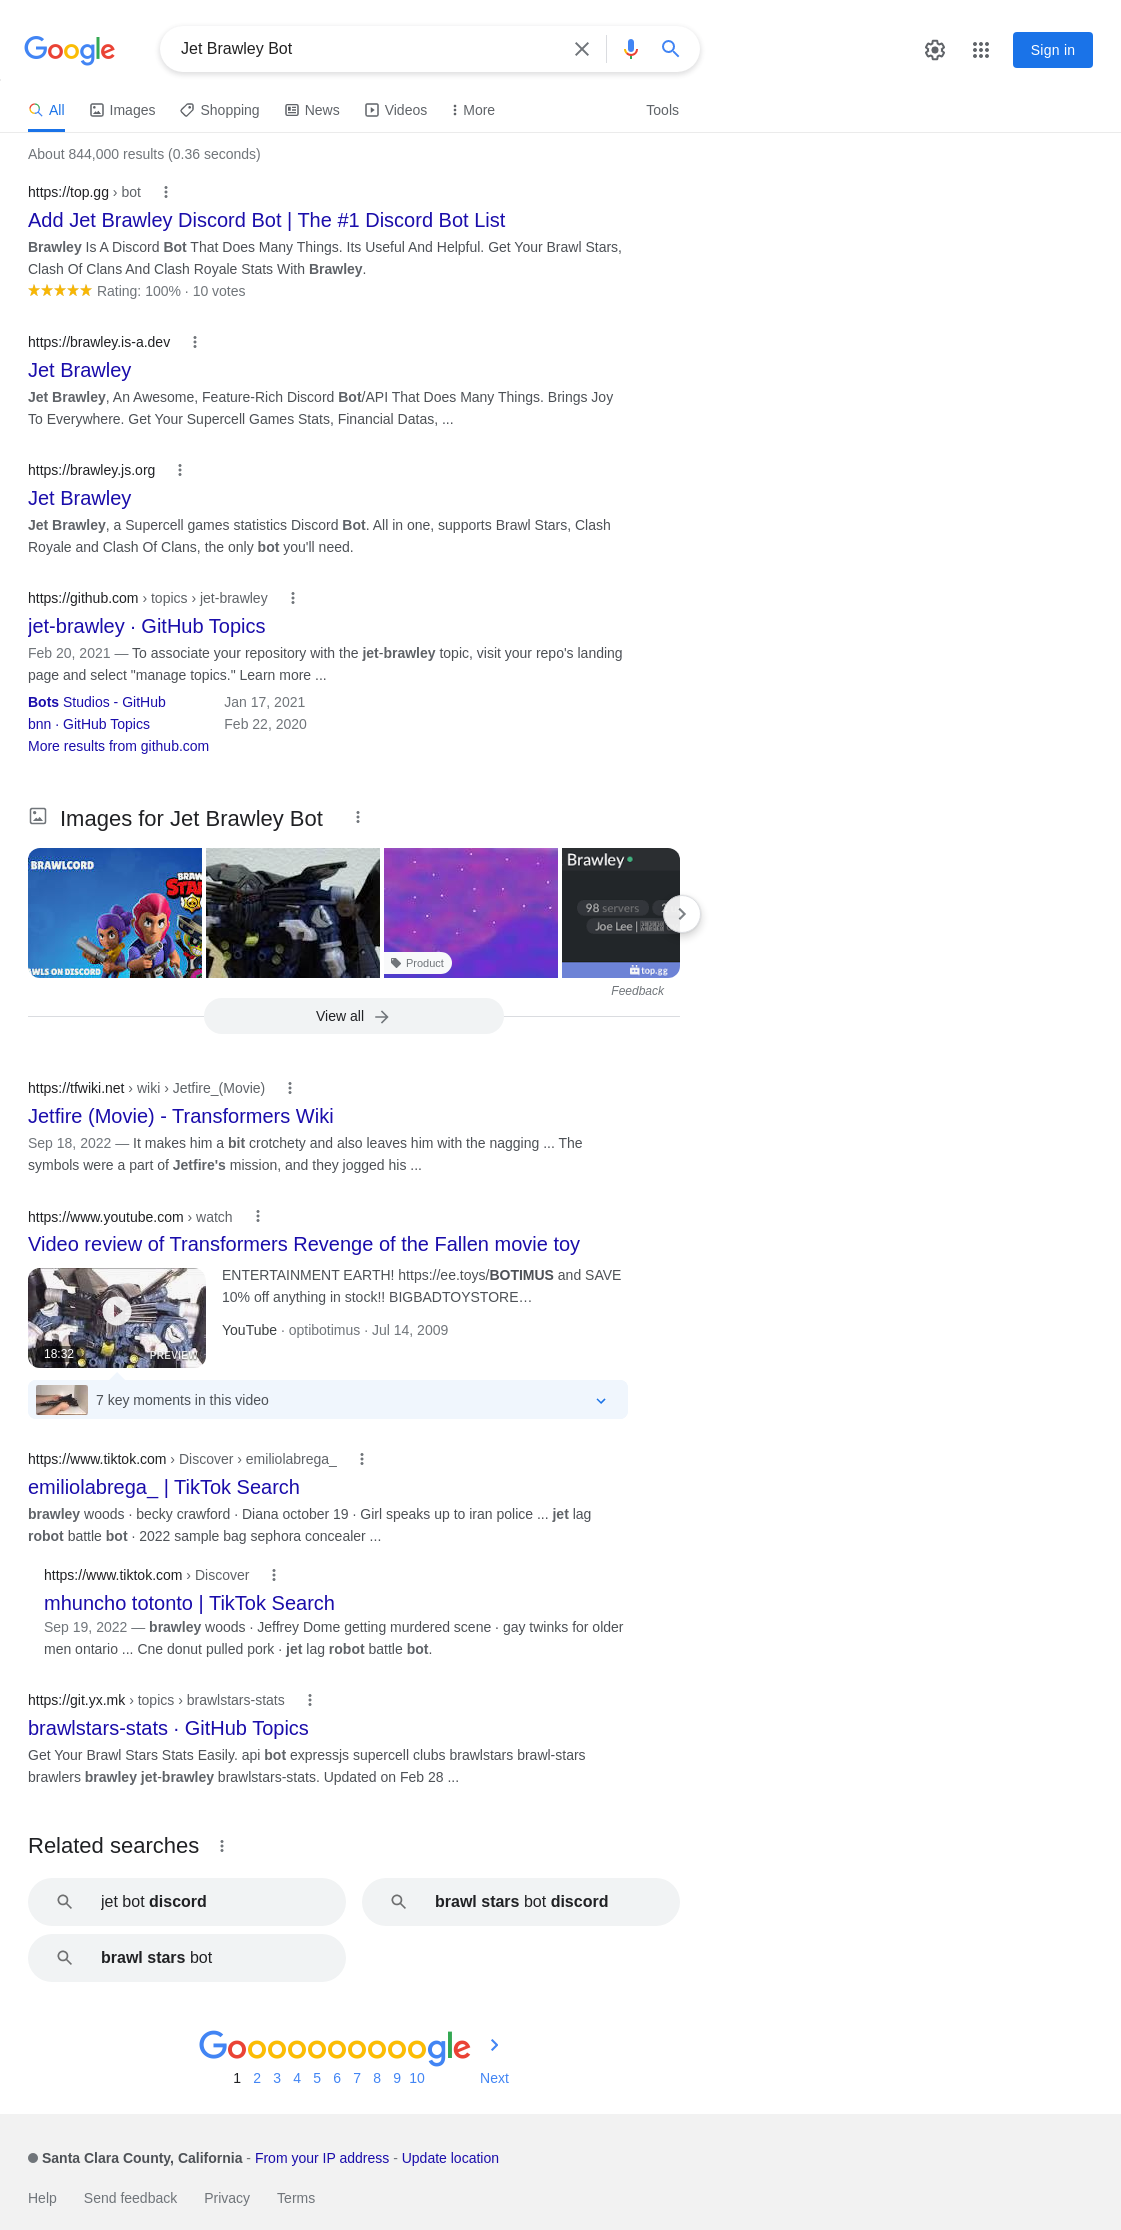 Google
Jet Brawley Bot
Sign in
All
Images
Shopping
News
Videos
More
Tools
About 844,000 results (0.36 seconds)
https://top.gg › bot
Add Jet Brawley Discord Bot | The #1 Discord Bot List
Brawley Is A Discord Bot That Does Many Things. Its Useful And Helpful. Get Your Brawl Stars,
Clash Of Clans And Clash Royale Stats With Brawley.
Rating: 100% · 10 votes
https://brawley.is-a.dev
Jet Brawley
Jet Brawley, An Awesome, Feature-Rich Discord Bot/API That Does Many Things. Brings Joy
To Everywhere. Get Your Supercell Games Stats, Financial Datas, ...
https://brawley.js.org
Jet Brawley
Jet Brawley, a Supercell games statistics Discord Bot. All in one, supports Brawl Stars, Clash
Royale and Clash Of Clans, the only bot you'll need.
https://github.com › topics › jet-brawley
jet-brawley · GitHub Topics
Feb 20, 2021 — To associate your repository with the jet-brawley topic, visit your repo's landing
page and select "manage topics." Learn more ...
Bots Studios - GitHub Jan 17, 2021
bnn · GitHub Topics Feb 22, 2020
More results from github.com
Images for Jet Brawley Bot
BRAWLCORD
BRAW
STAR
AWLS ON DISCORD
Product
Brawley
98 servers
Joe Lee |
top.gg
Feedback
View all
https://tfwiki.net › wiki › Jetfire_(Movie)
Jetfire (Movie) - Transformers Wiki
Sep 18, 2022 — It makes him a bit crotchety and also leaves him with the nagging ... The
symbols were a part of Jetfire's mission, and they jogged his ...
https://www.youtube.com › watch
Video review of Transformers Revenge of the Fallen movie toy
ENTERTAINMENT EARTH! https://ee.toys/BOTIMUS and SAVE
10% off anything in stock!! BIGBADTOYSTORE…
YouTube · optibotimus · Jul 14, 2009
18:32
PREVIEW
7 key moments in this video
https://www.tiktok.com › Discover › emiliolabrega_
emiliolabrega_ | TikTok Search
brawley woods · becky crawford · Diana october 19 · Girl speaks up to iran police ... jet lag
robot battle bot · 2022 sample bag sephora concealer ...
https://www.tiktok.com › Discover
mhuncho totonto | TikTok Search
Sep 19, 2022 — brawley woods · Jeffrey Dome getting murdered scene · gay twinks for older
men ontario ... Cne donut pulled pork · jet lag robot battle bot.
https://git.yx.mk › topics › brawlstars-stats
brawlstars-stats · GitHub Topics
Get Your Brawl Stars Stats Easily. api bot expressjs supercell clubs brawlstars brawl-stars
brawlers brawley jet-brawley brawlstars-stats. Updated on Feb 28 ...
Related searches
jet bot discord
brawl stars bot discord
brawl stars bot
Goooooooooogle
1 2 3 4 5 6 7 8 9 10 Next
Santa Clara County, California - From your IP address - Update location
Help Send feedback Privacy Terms